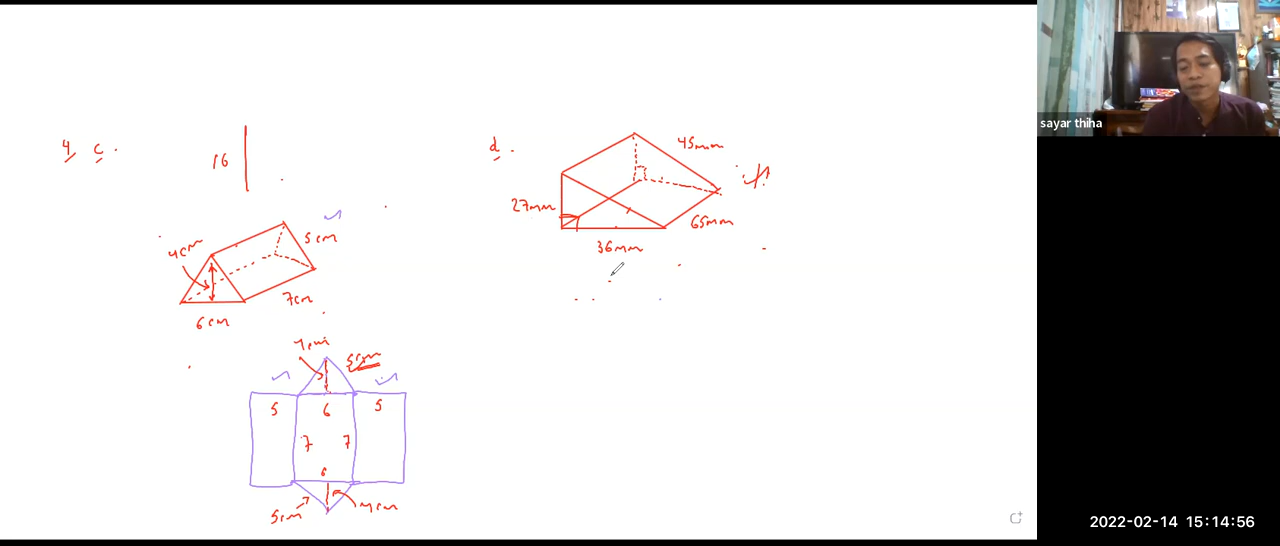 4 c.
16
4cm
5cm
7cm
6cm
4cm
5cm
5 6 5
7 7
6
5cm
4cm
d.
45mm
27mm
65mm
36mm
sayar thiha
2022-02-14 15:14:56